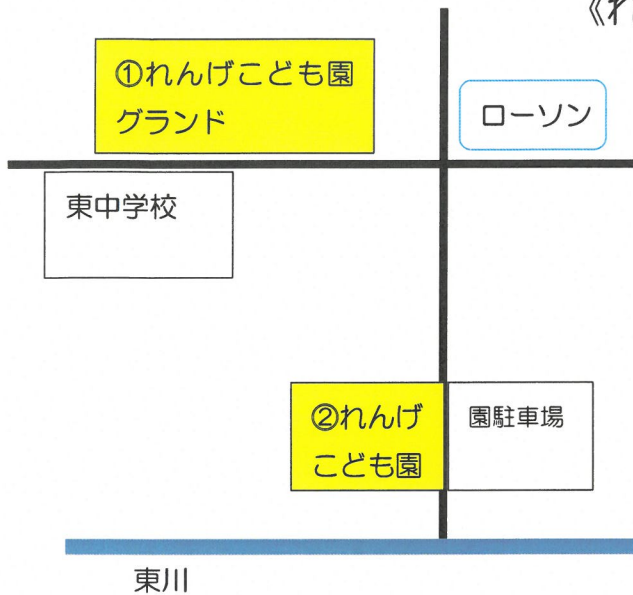 ①れんげこども園
グランド
ローソン
東中学校
②れんげ
こども園
園駐車場
東川